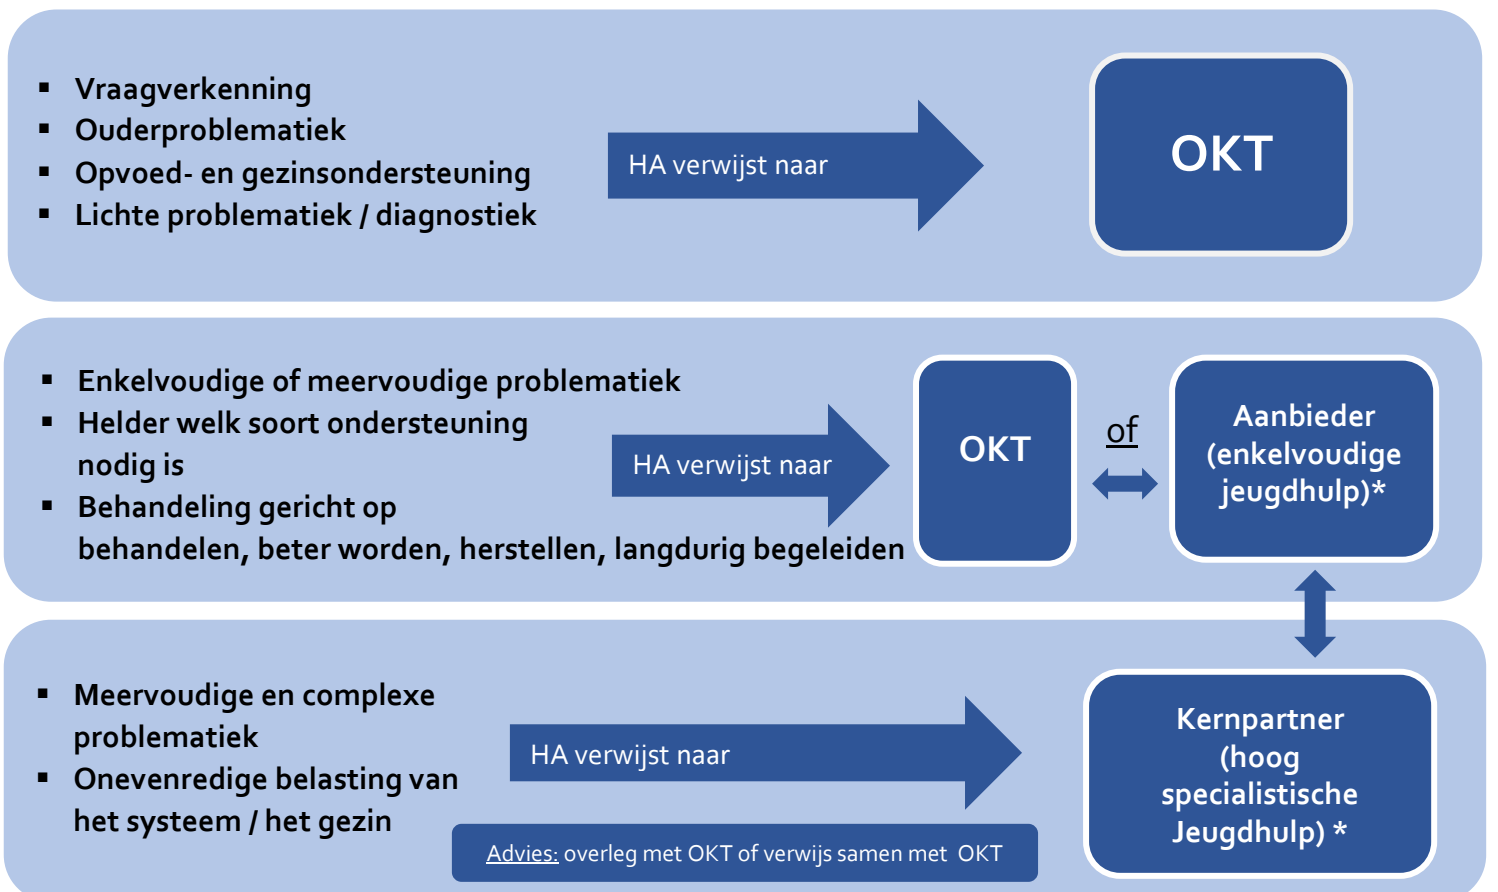 ▪ Vraagverkenning
▪ Ouderproblematiek
▪ Opvoed- en gezinsondersteuning
▪ Lichte problematiek / diagnostiek
HA verwijst naar
OKT
▪ Enkelvoudige of meervoudige problematiek
▪ Helder welk soort ondersteuning
nodig is
▪ Behandeling gericht op
behandelen, beter worden, herstellen, langdurig begeleiden
HA verwijst naar
OKT
of
Aanbieder
(enkelvoudige
jeugdhulp)*
▪ Meervoudige en complexe
problematiek
▪ Onevenredige belasting van
het systeem / het gezin
HA verwijst naar
Advies: overleg met OKT of verwijs samen met OKT
Kernpartner
(hoog
specialistische
Jeugdhulp) *